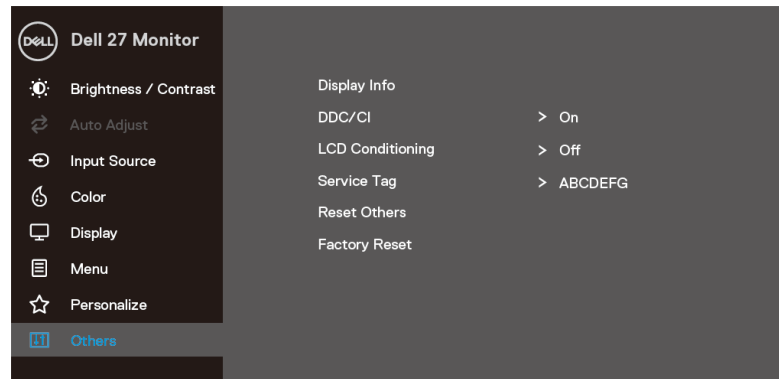 DELL Dell 27 Monitor
Brightness / Contrast
Auto Adjust
Input Source
Color
Display
Menu
Personalize
Others
Display Info
DDC/CI > On
LCD Conditioning > Off
Service Tag > ABCDEFG
Reset Others
Factory Reset